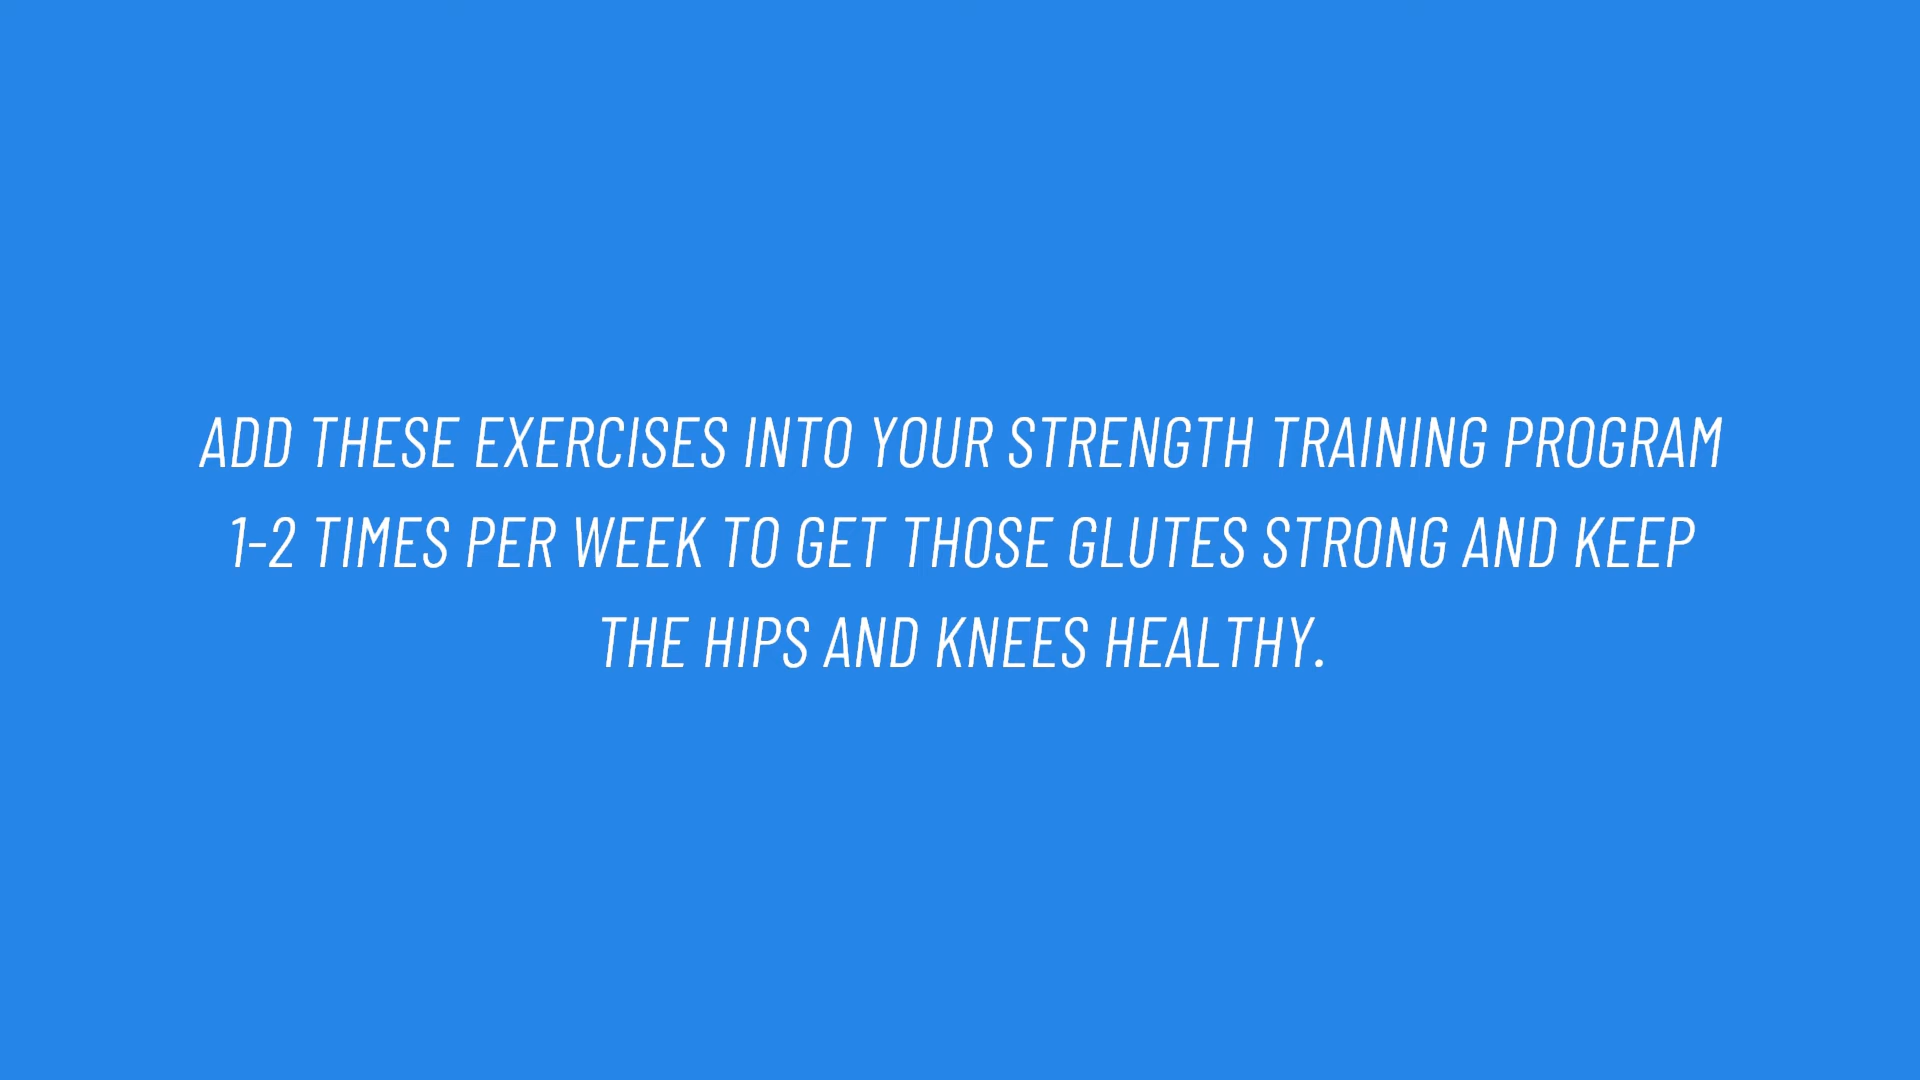 ADD THESE EXERCISES INTO YOUR STRENGTH TRAINING PROGRAM
1-2 TIMES PER WEEK TO GET THOSE GLUTES STRONG AND KEEP
THE HIPS AND KNEES HEALTHY.